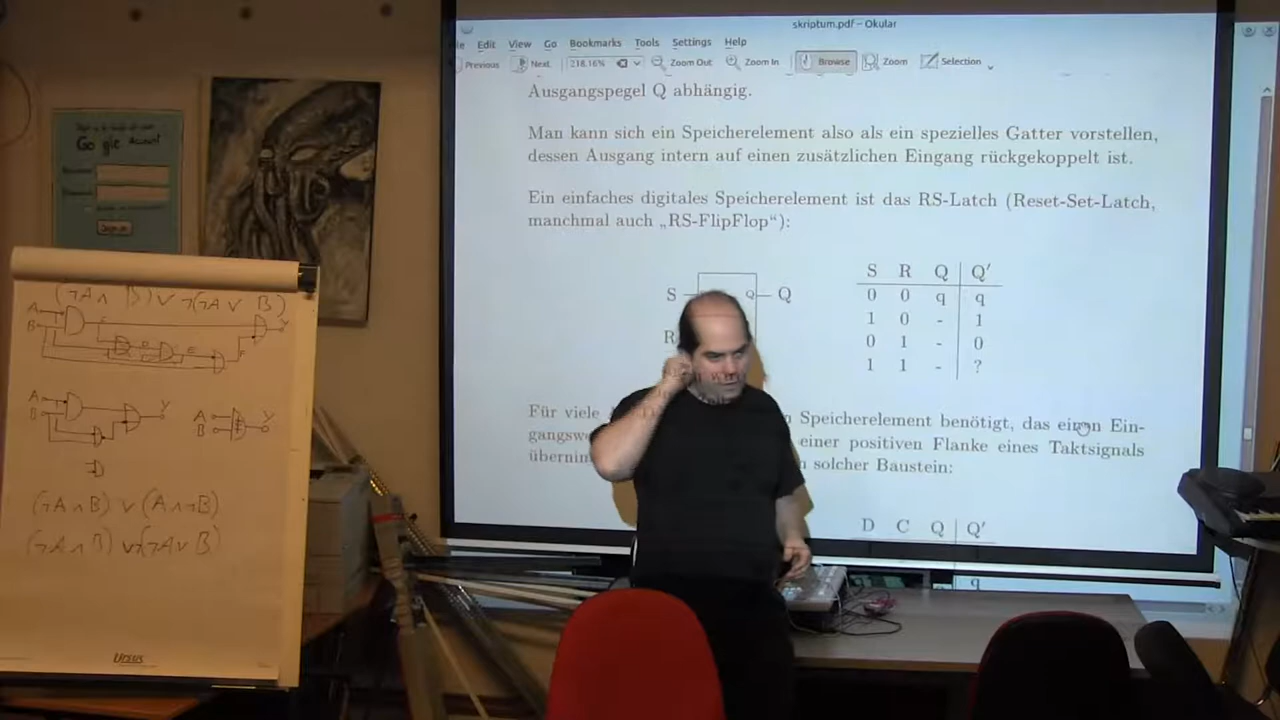 skriptum.pdf – Okular
Edit View Go Bookmarks Tools Settings Help
Previous Next 218.16% Zoom Out Zoom In Browse Zoom Selection
Ausgangspegel Q abhängig.
Man kann sich ein Speicherelement also als ein spezielles Gatter vorstellen,
dessen Ausgang intern auf einen zusätzlichen Eingang rückgekoppelt ist.
Ein einfaches digitales Speicherelement ist das RS-Latch (Reset-Set-Latch,
manchmal auch „RS-FlipFlop“):
S Q Q
R
S R Q Q′
0 0 q q
1 0 - 1
0 1 - 0
1 1 - ?
Für viele Speicherelement benötigt, das einen Ein-
einer positiven Flanke eines Taktsignals
solcher Baustein:
D C Q Q′
q
Google Account
Sign in
(¬A∧ B) ∨ ¬(¬A ∨ B)
A
B
Y
A
B
Y
A
B
Y
(¬A∧B) ∨ (A∧¬B)
(¬A∧B) ∨¬(¬A∨ B)
URSUS